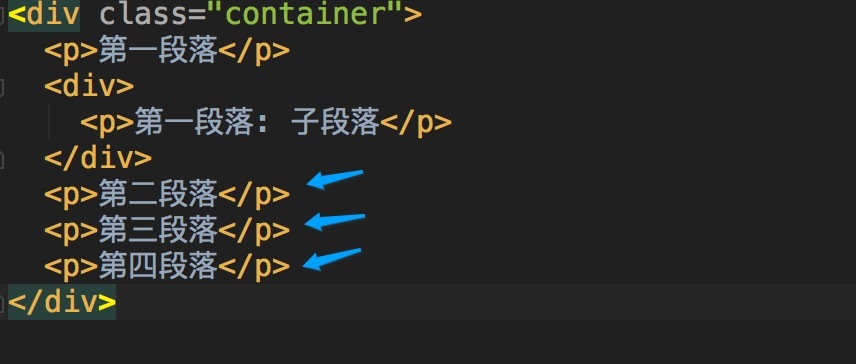 <div class="container">
<p>第一段落</p>
<div>
<p>第一段落: 子段落</p>
</div>
<p>第二段落</p>
<p>第三段落</p>
<p>第四段落</p>
</div>